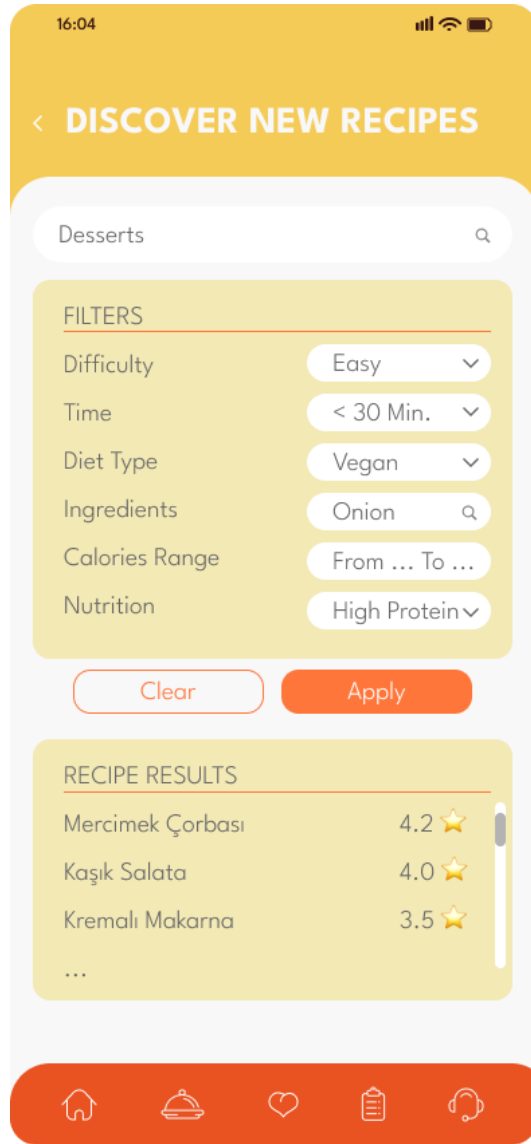 16:04
< DISCOVER NEW RECIPES
Desserts
FILTERS
Difficulty Easy
Time < 30 Min.
Diet Type Vegan
Ingredients Onion
Calories Range From ... To ...
Nutrition High Protein
Clear Apply
RECIPE RESULTS
Mercimek Çorbası 4.2
Kaşık Salata 4.0
Kremalı Makarna 3.5
...